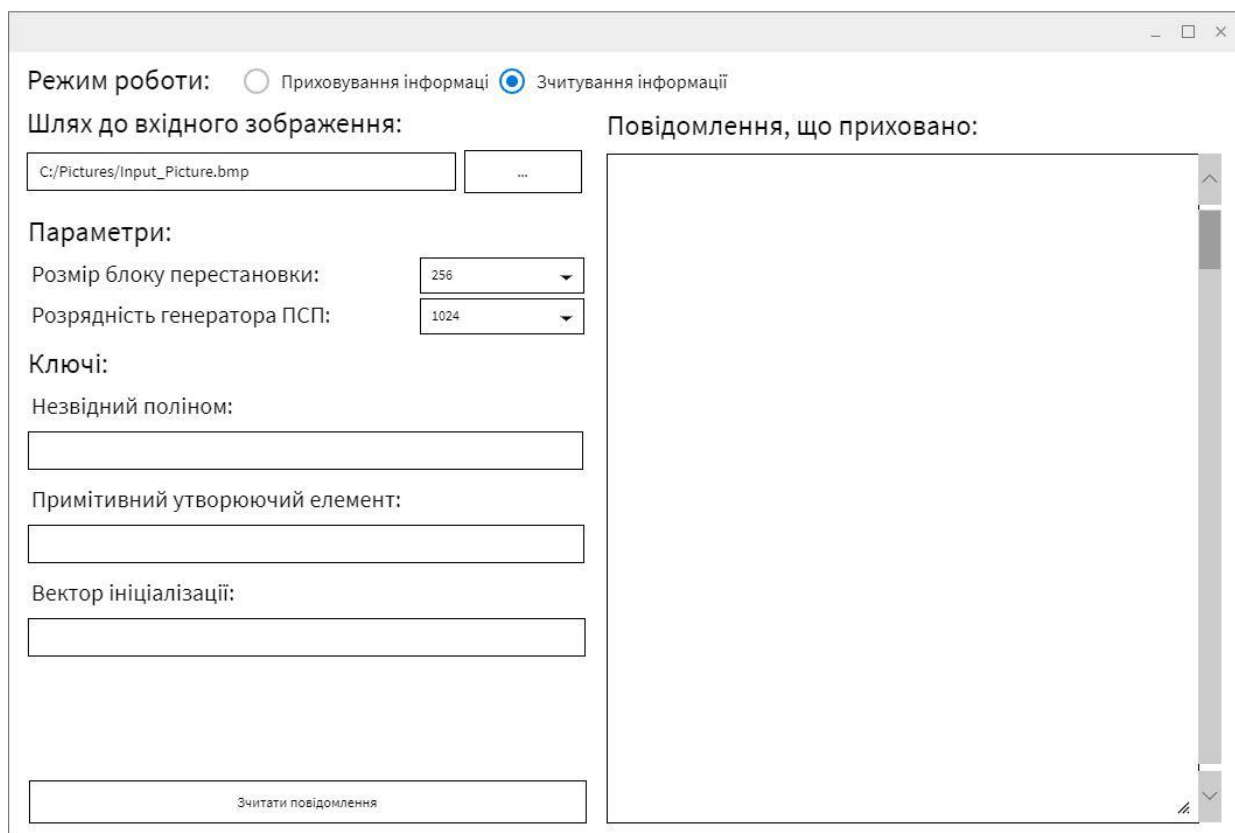 Режим роботи: Приховування інформаці Зчитування інформації
Шлях до вхідного зображення:
C:/Pictures/Input_Picture.bmp ...
Параметри:
Розмір блоку перестановки: 256
Розрядність генератора ПСП: 1024
Ключі:
Незвідний поліном:
Примітивний утворюючий елемент:
Вектор ініціалізації:
Зчитати повідомлення
Повідомлення, що приховано: